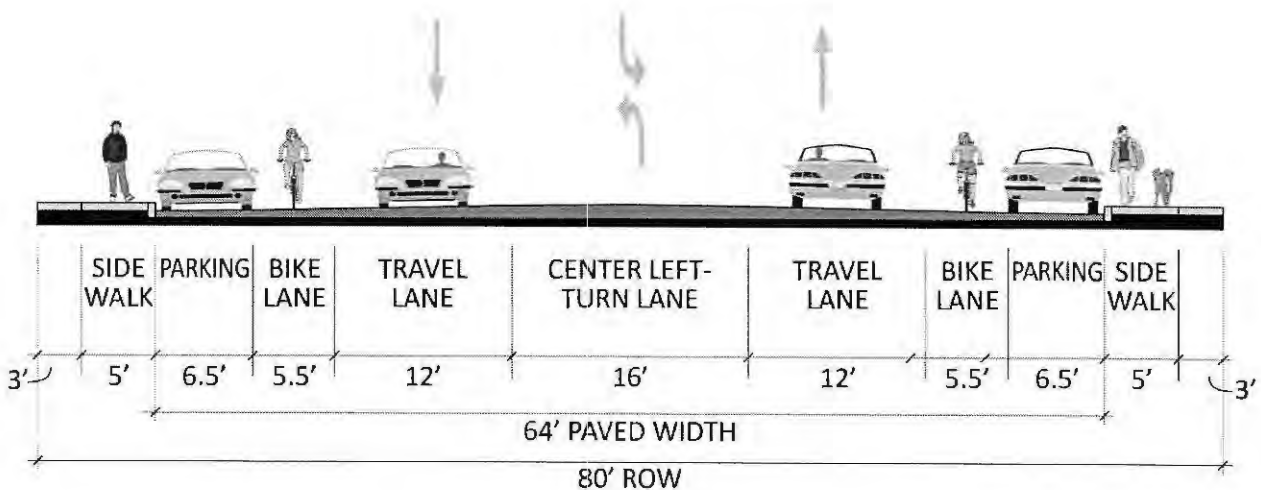 SIDE WALK
PARKING
BIKE LANE
TRAVEL LANE
CENTER LEFT-TURN LANE
TRAVEL LANE
BIKE LANE
PARKING
SIDE WALK
3' 5' 6.5' 5.5' 12' 16' 12' 5.5' 6.5' 5' 3'
64' PAVED WIDTH
80' ROW